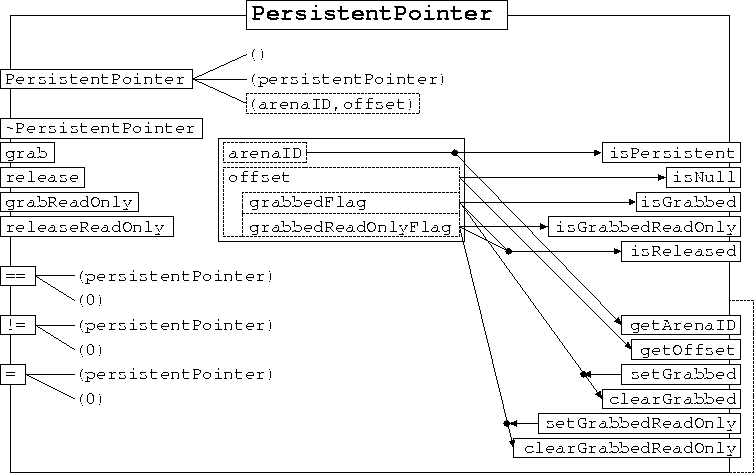 PersistentPointer
()
PersistentPointer
(persistentPointer)
(arenaID,offset)
~PersistentPointer
grab
arenaID
isPersistent
release
offset
isNull
grabReadOnly
grabbedFlag
isGrabbed
releaseReadOnly
grabbedReadOnlyFlag
isGrabbedReadOnly
isReleased
==
(persistentPointer)
(0)
!=
(persistentPointer)
getArenaID
(0)
getOffset
=
(persistentPointer)
setGrabbed
(0)
clearGrabbed
setGrabbedReadOnly
clearGrabbedReadOnly